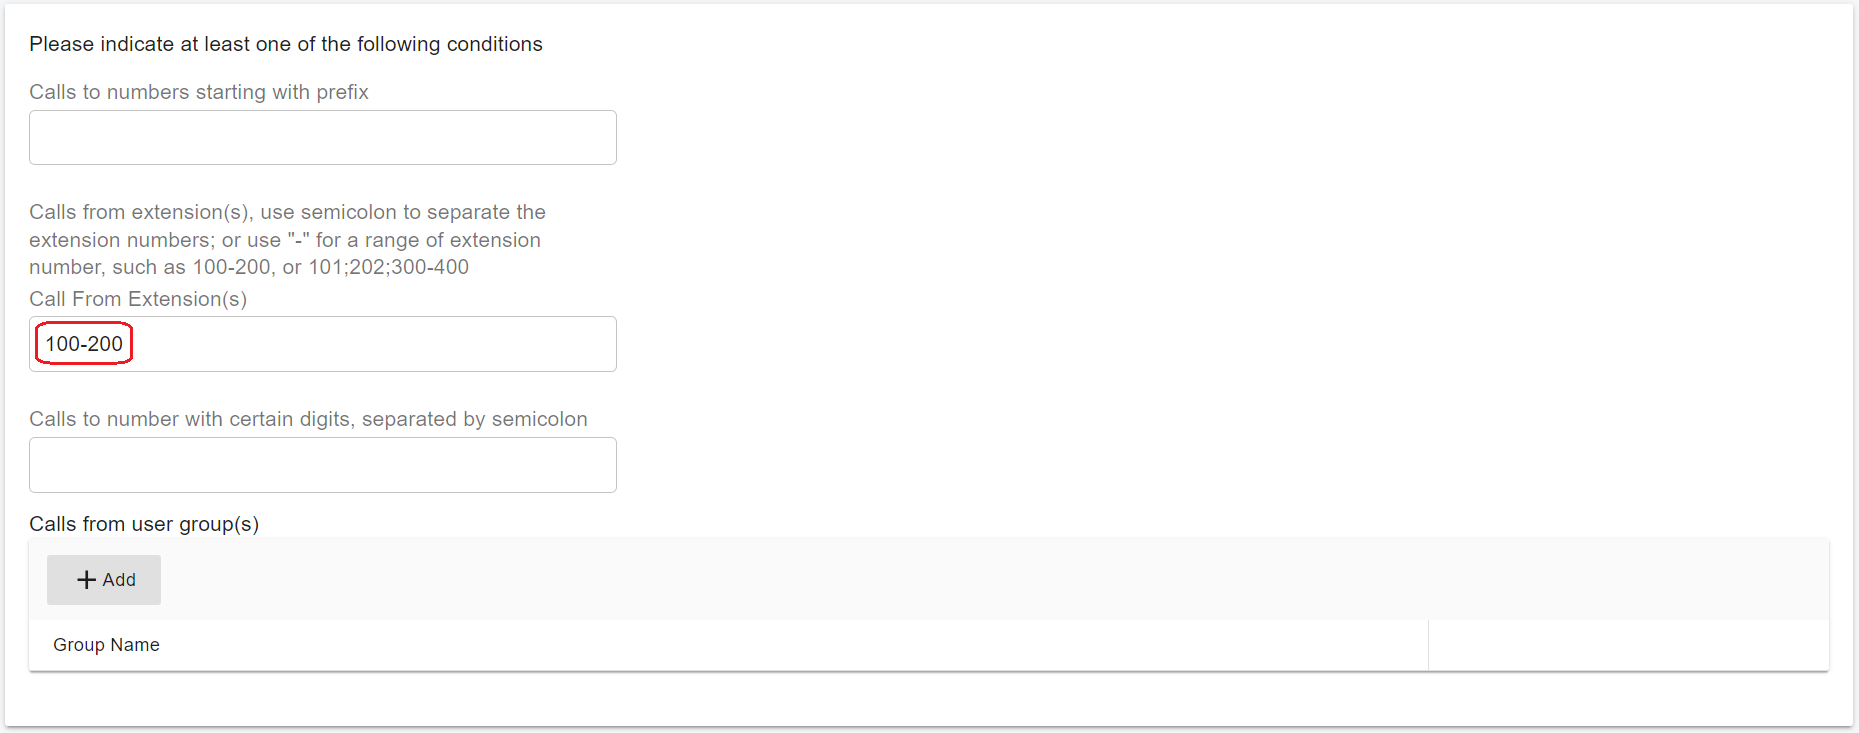 Please indicate at least one of the following conditions
Calls to numbers starting with prefix
Calls from extension(s), use semicolon to separate the
extension numbers; or use "-" for a range of extension
number, such as 100-200, or 101;202;300-400
Call From Extension(s)
100-200
Calls to number with certain digits, separated by semicolon
Calls from user group(s)
+ Add
Group Name